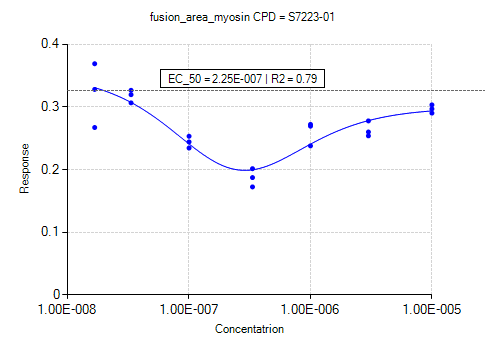 fusion_area_myosin CPD = S7223-01
0.4
EC_50 = 2.25E-007 | R2 = 0.79
0.3
Response
0.2
0.1
0
1.00E-008 1.00E-007 1.00E-006 1.00E-005
Concentatrion